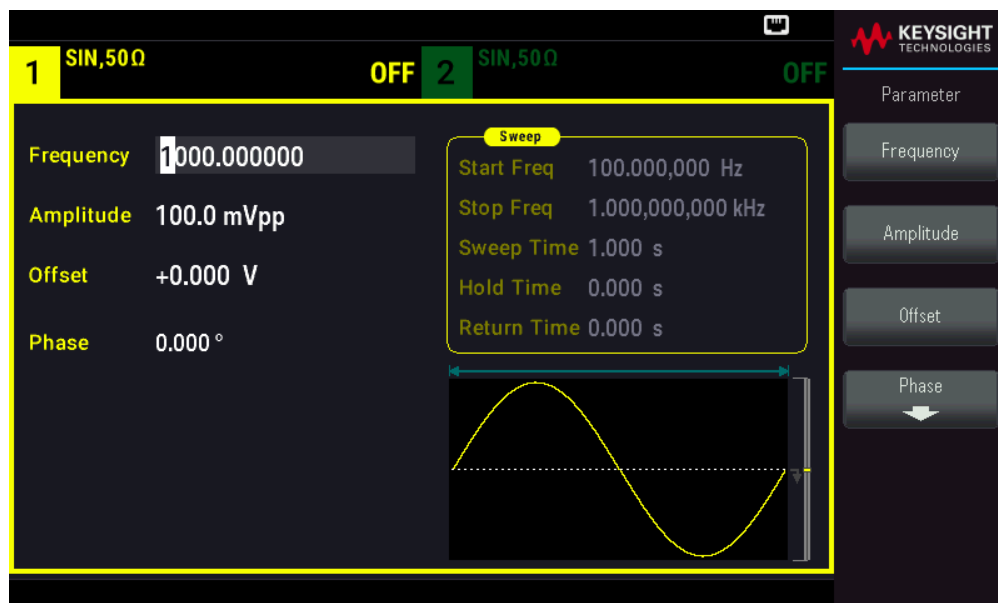 KEYSIGHT
TECHNOLOGIES
1 SIN,50Ω OFF
2 SIN,50Ω OFF
Parameter
Frequency 1000.000000
Amplitude 100.0 mVpp
Offset +0.000 V
Phase 0.000 °
Sweep
Start Freq 100.000,000 Hz
Stop Freq 1.000,000,000 kHz
Sweep Time 1.000 s
Hold Time 0.000 s
Return Time 0.000 s
Frequency
Amplitude
Offset
Phase